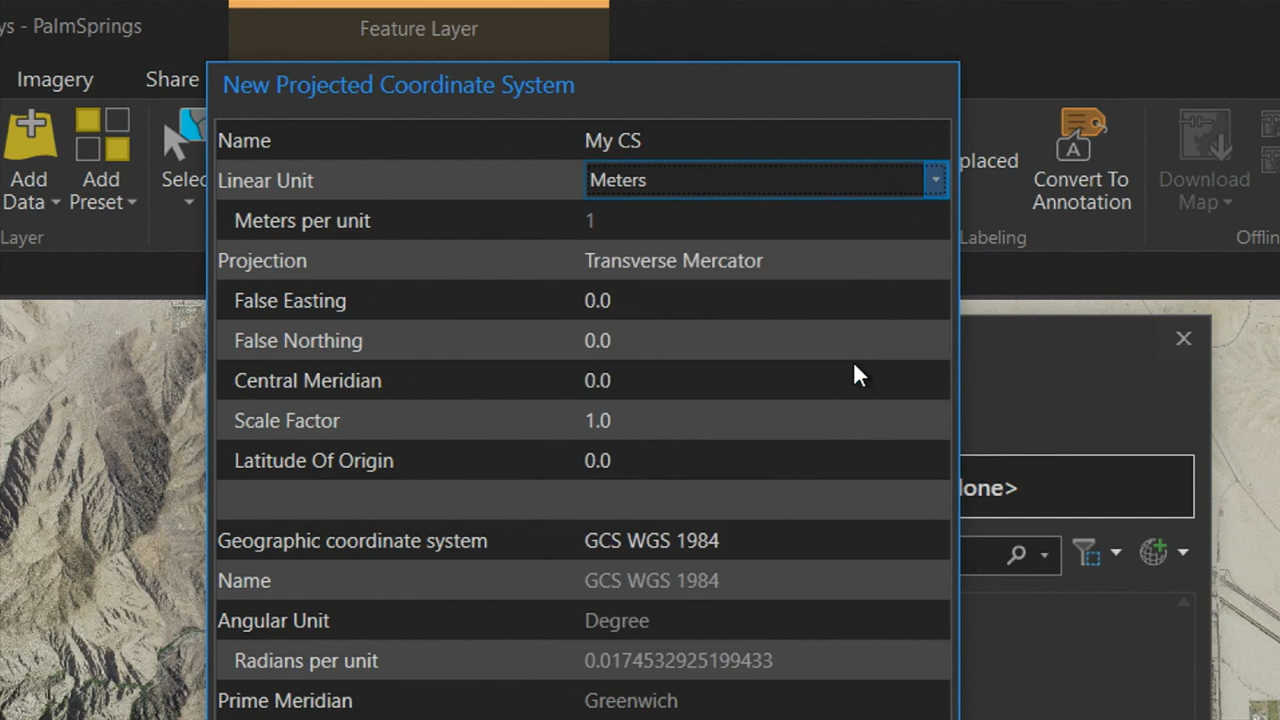 ys - PalmSprings
Feature Layer
Imagery Share
New Projected Coordinate System
Add Data
Add Preset
Layer
Name My CS
Linear Unit Meters
Meters per unit 1
Projection Transverse Mercator
False Easting 0.0
False Northing 0.0
Central Meridian 0.0
Scale Factor 1.0
Latitude Of Origin 0.0
Geographic coordinate system GCS WGS 1984
Name GCS WGS 1984
Angular Unit Degree
Radians per unit 0.0174532925199433
Prime Meridian Greenwich
Selec
placed
Convert To
Annotation
Download
Map
Labeling
Offlin
lone>